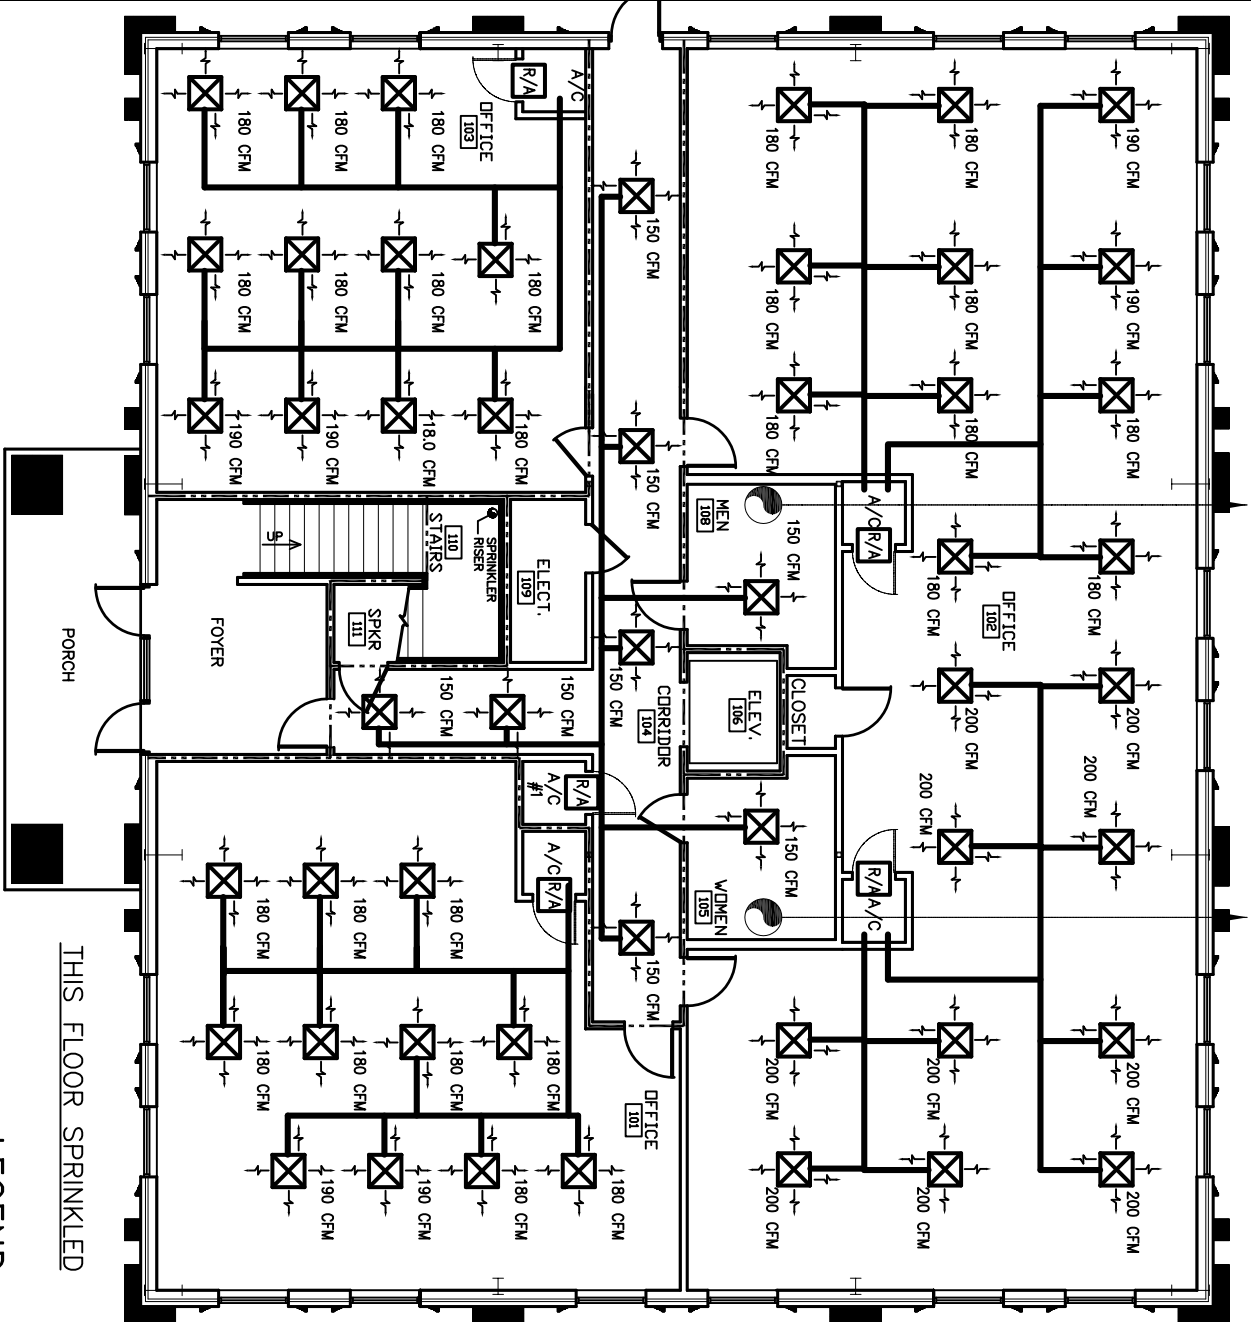 A/C
R/A
OFFICE
103
180 CFM
180 CFM
180 CFM
180 CFM
180 CFM
180 CFM
180 CFM
180 CFM
18.0 CFM
190 CFM
190 CFM
190 CFM
180 CFM
180 CFM
190 CFM
180 CFM
180 CFM
180 CFM
180 CFM
180 CFM
A/C
R/A
180 CFM
180 CFM
OFFICE
102
200 CFM
200 CFM
200 CFM
200 CFM
R/A
A/C
200 CFM
200 CFM
200 CFM
200 CFM
200 CFM
200 CFM
150 CFM
150 CFM
MEN
108
150 CFM
ELEV.
106
CLOSET
CORRIDOR
104
150 CFM
150 CFM
WOMEN
105
150 CFM
ELECT.
109
STAIRS
110
SPRINKLER
RISER
UP
SPKR
111
150 CFM
150 CFM
FOYER
PORCH
R/A
A/C
#1
A/C
R/A
OFFICE
101
180 CFM
180 CFM
180 CFM
180 CFM
180 CFM
180 CFM
180 CFM
180 CFM
180 CFM
190 CFM
190 CFM
THIS FLOOR SPRINKLED